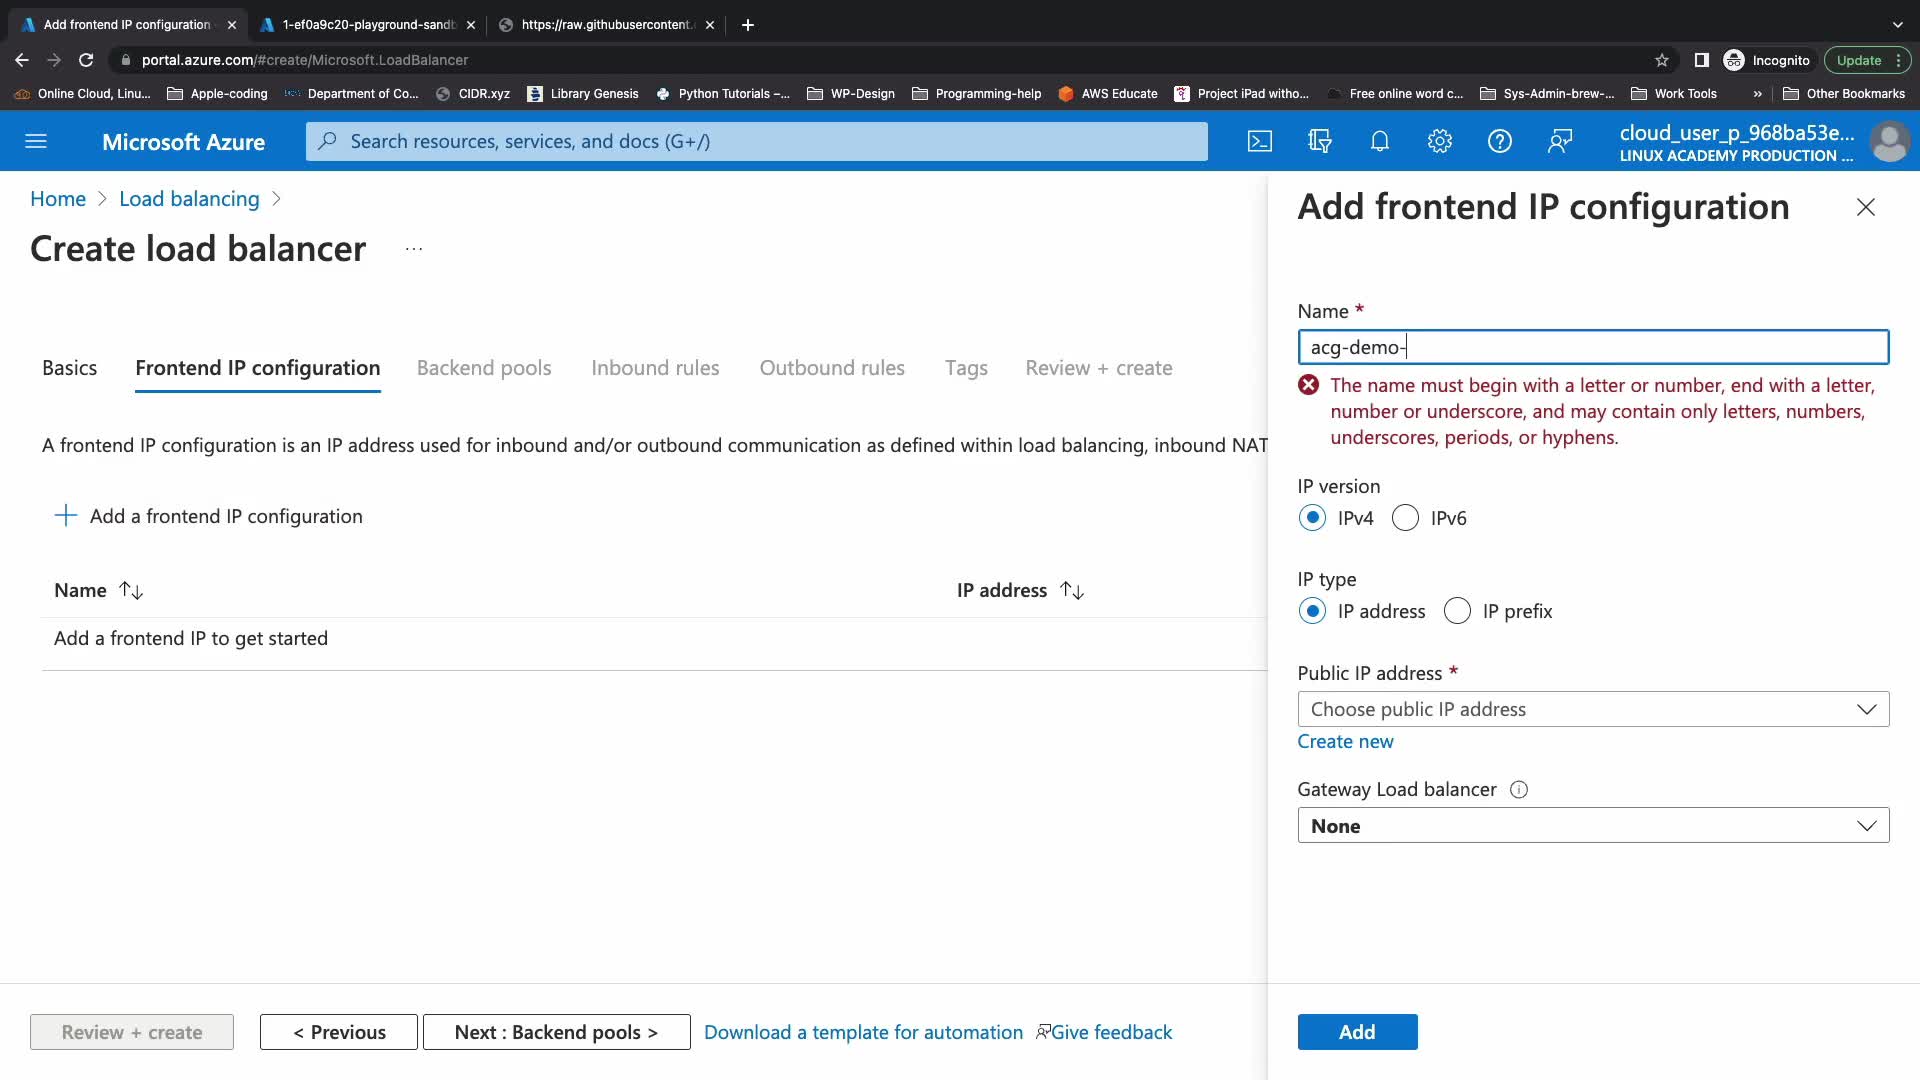 Add frontend IP configuration
1-ef0a9c20-playground-sandb
https://raw.githubusercontent.
portal.azure.com/#create/Microsoft.LoadBalancer
Incognito
Update
Online Cloud, Linu...
Apple-coding
Department of Co...
CIDR.xyz
Library Genesis
Python Tutorials –...
WP-Design
Programming-help
AWS Educate
Project iPad witho...
Free online word c...
Sys-Admin-brew-...
Work Tools
»
Other Bookmarks
Microsoft Azure
Search resources, services, and docs (G+/)
cloud_user_p_968ba53e...
LINUX ACADEMY PRODUCTION ...
Home > Load balancing >
Create load balancer ...
Basics
Frontend IP configuration
Backend pools
Inbound rules
Outbound rules
Tags
Review + create
A frontend IP configuration is an IP address used for inbound and/or outbound communication as defined within load balancing, inbound NAT
+ Add a frontend IP configuration
Name ↑↓
IP address ↑↓
Add a frontend IP to get started
Review + create
< Previous
Next : Backend pools >
Download a template for automation
Give feedback
Add frontend IP configuration
Name *
acg-demo-
The name must begin with a letter or number, end with a letter,
number or underscore, and may contain only letters, numbers,
underscores, periods, or hyphens.
IP version
IPv4
IPv6
IP type
IP address
IP prefix
Public IP address *
Choose public IP address
Create new
Gateway Load balancer
None
Add